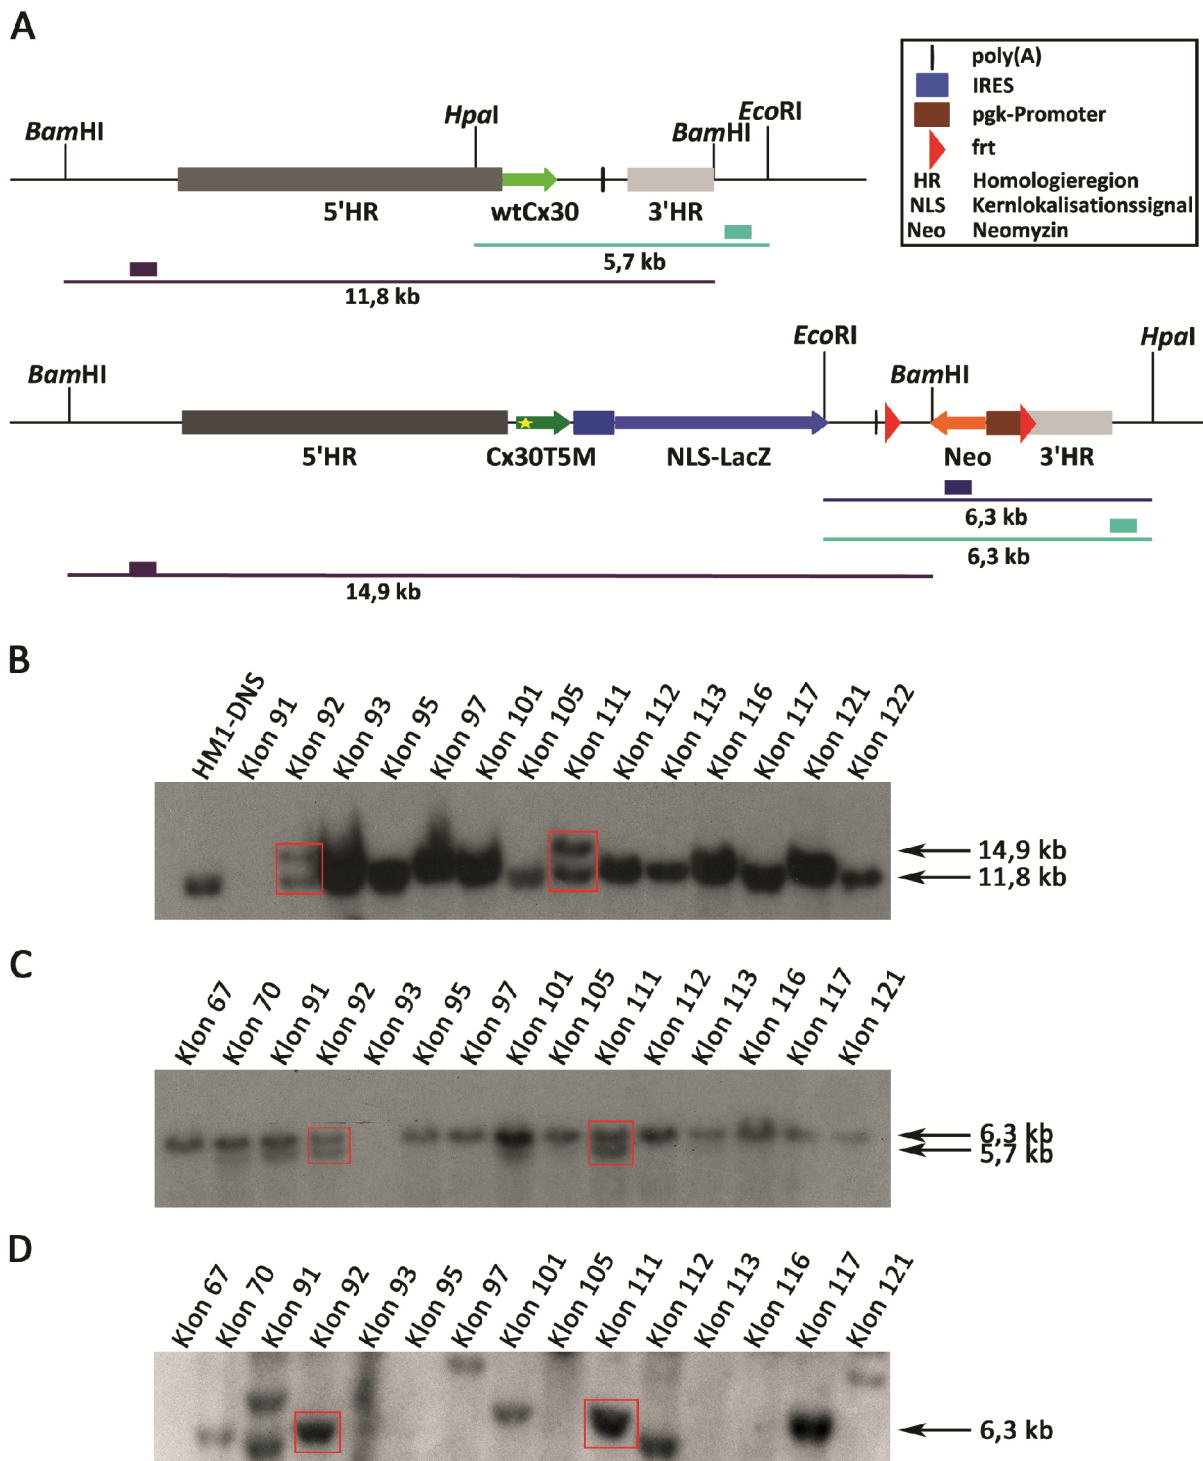 A
poly(A)
IRES
pgk-Promoter
frt
HR Homologieregion
NLS Kernlokalisationssignal
Neo Neomyzin
BamHI
HpaI
BamHI
EcoRI
5'HR
wtCx30
3'HR
5,7 kb
11,8 kb
BamHI
EcoRI
BamHI
HpaI
5'HR
Cx30T5M
NLS-LacZ
Neo
3'HR
6,3 kb
6,3 kb
14,9 kb
B
HM1-DNS
Klon 91
Klon 92
Klon 93
Klon 95
Klon 97
Klon 101
Klon 105
Klon 111
Klon 112
Klon 113
Klon 116
Klon 117
Klon 121
Klon 122
14,9 kb
11,8 kb
C
Klon 67
Klon 70
Klon 91
Klon 92
Klon 93
Klon 95
Klon 97
Klon 101
Klon 105
Klon 111
Klon 112
Klon 113
Klon 116
Klon 117
Klon 121
6,3 kb
5,7 kb
D
Klon 67
Klon 70
Klon 91
Klon 92
Klon 93
Klon 95
Klon 97
Klon 101
Klon 105
Klon 111
Klon 112
Klon 113
Klon 116
Klon 117
Klon 121
6,3 kb